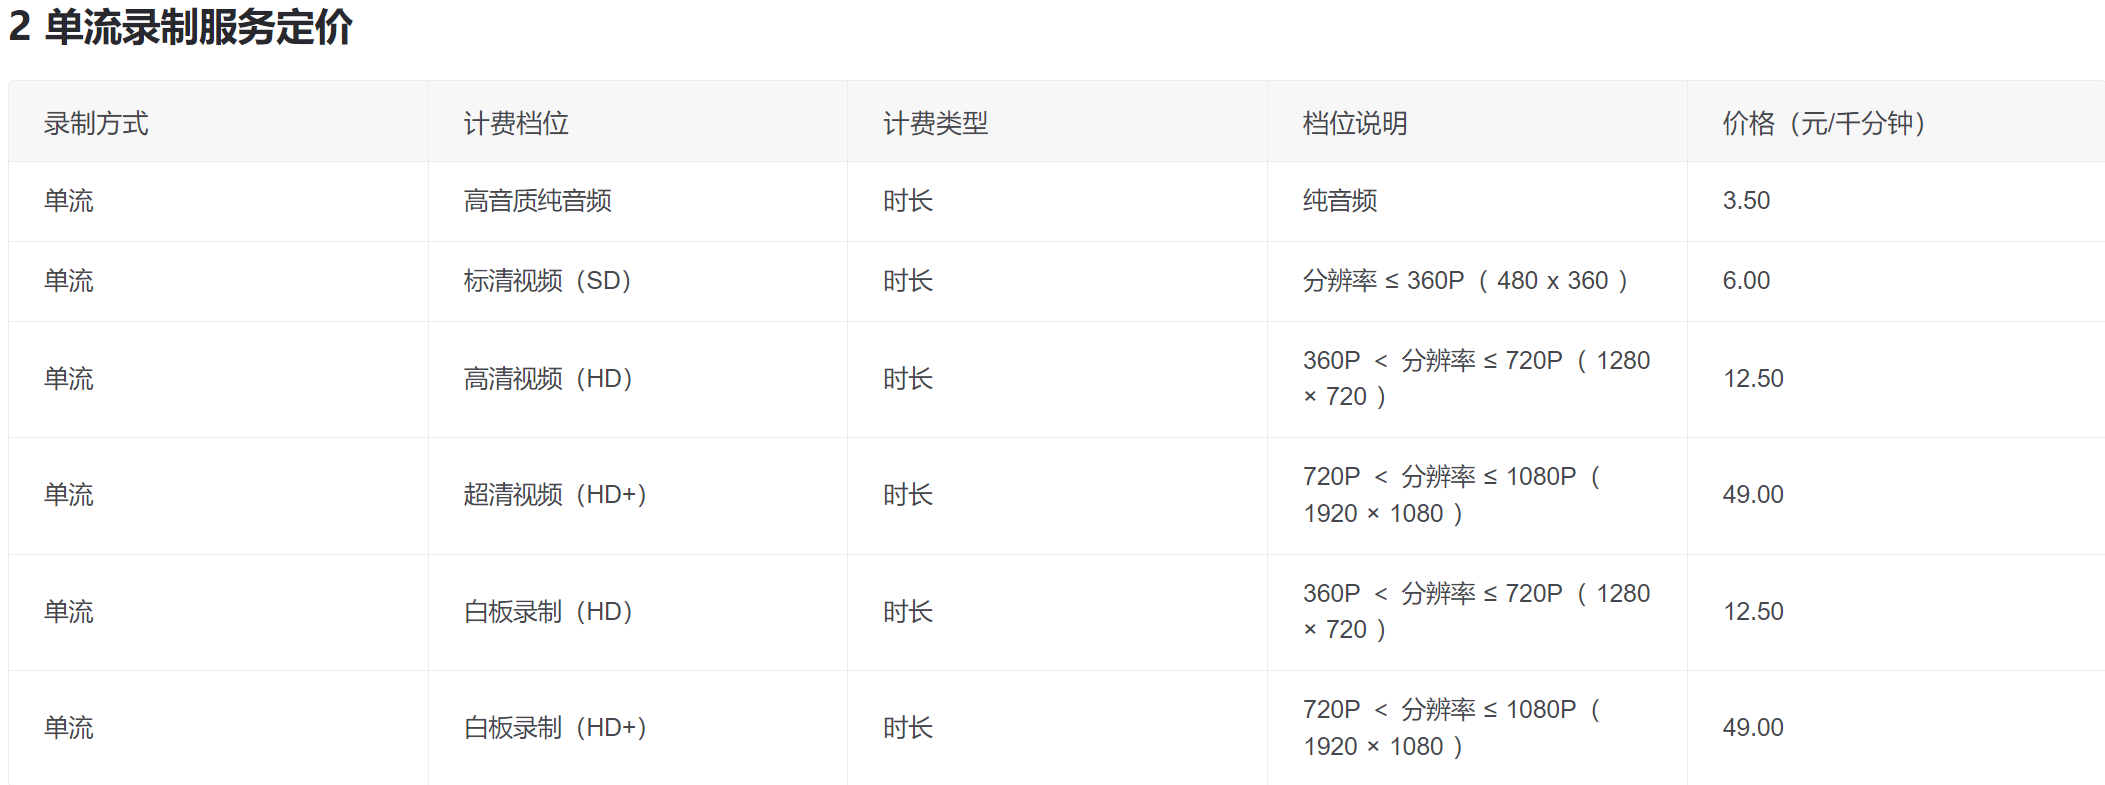 2 单流录制服务定价
录制方式 计费档位 计费类型 档位说明 价格（元/千分钟）
单流 高音质纯音频 时长 纯音频 3.50
单流 标清视频（SD） 时长 分辨率 ≤ 360P（ 480 x 360 ） 6.00
单流 高清视频（HD） 时长 360P ＜ 分辨率 ≤ 720P（ 1280
× 720 ） 12.50
单流 超清视频（HD+） 时长 720P ＜ 分辨率 ≤ 1080P（
1920 × 1080 ） 49.00
单流 白板录制（HD） 时长 360P ＜ 分辨率 ≤ 720P（ 1280
× 720 ） 12.50
单流 白板录制（HD+） 时长 720P ＜ 分辨率 ≤ 1080P（
1920 × 1080 ） 49.00